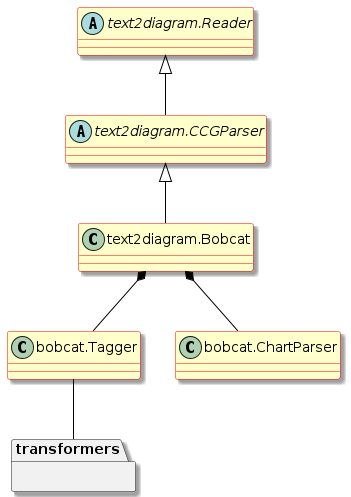 A text2diagram.Reader
A text2diagram.CCGParser
C text2diagram.Bobcat
C bobcat.Tagger
C bobcat.ChartParser
transformers